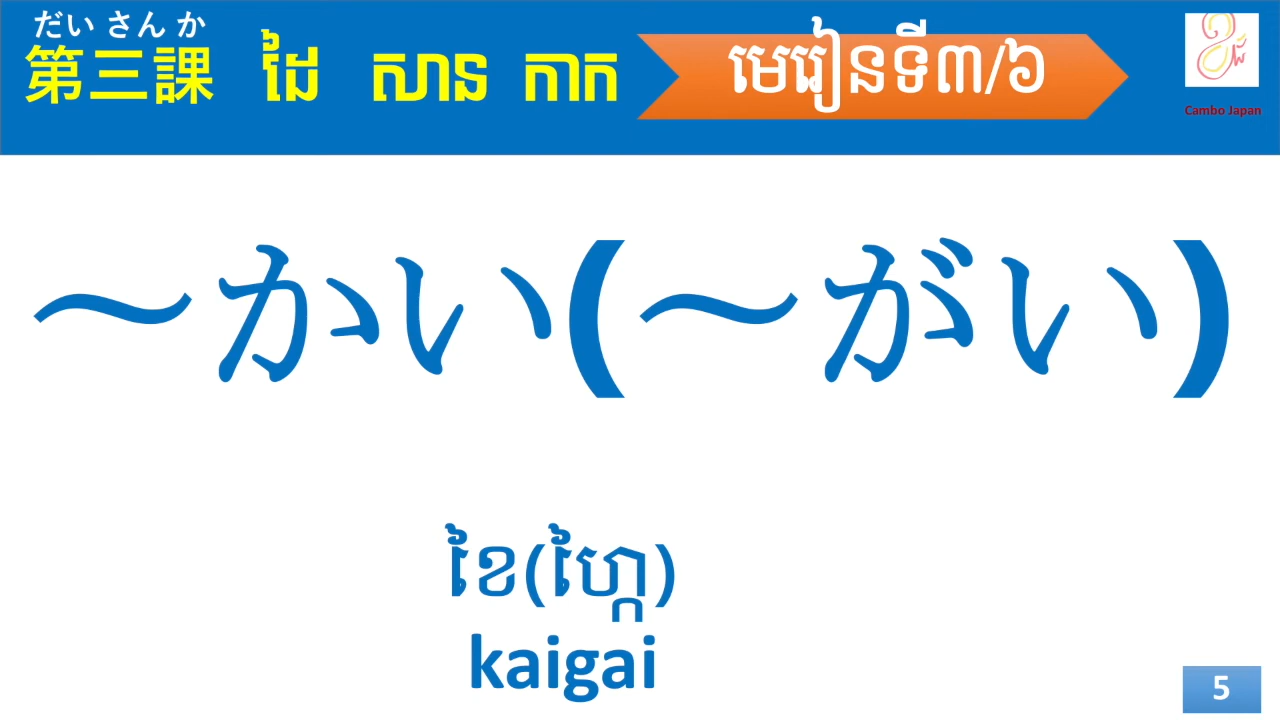 だい さん か
第三課 ដៃ សាន កាក មេរៀនទី៣/៦
Cambo Japan
～かい(～がい)
ខៃ(ហ្កៃ)
kaigai
5